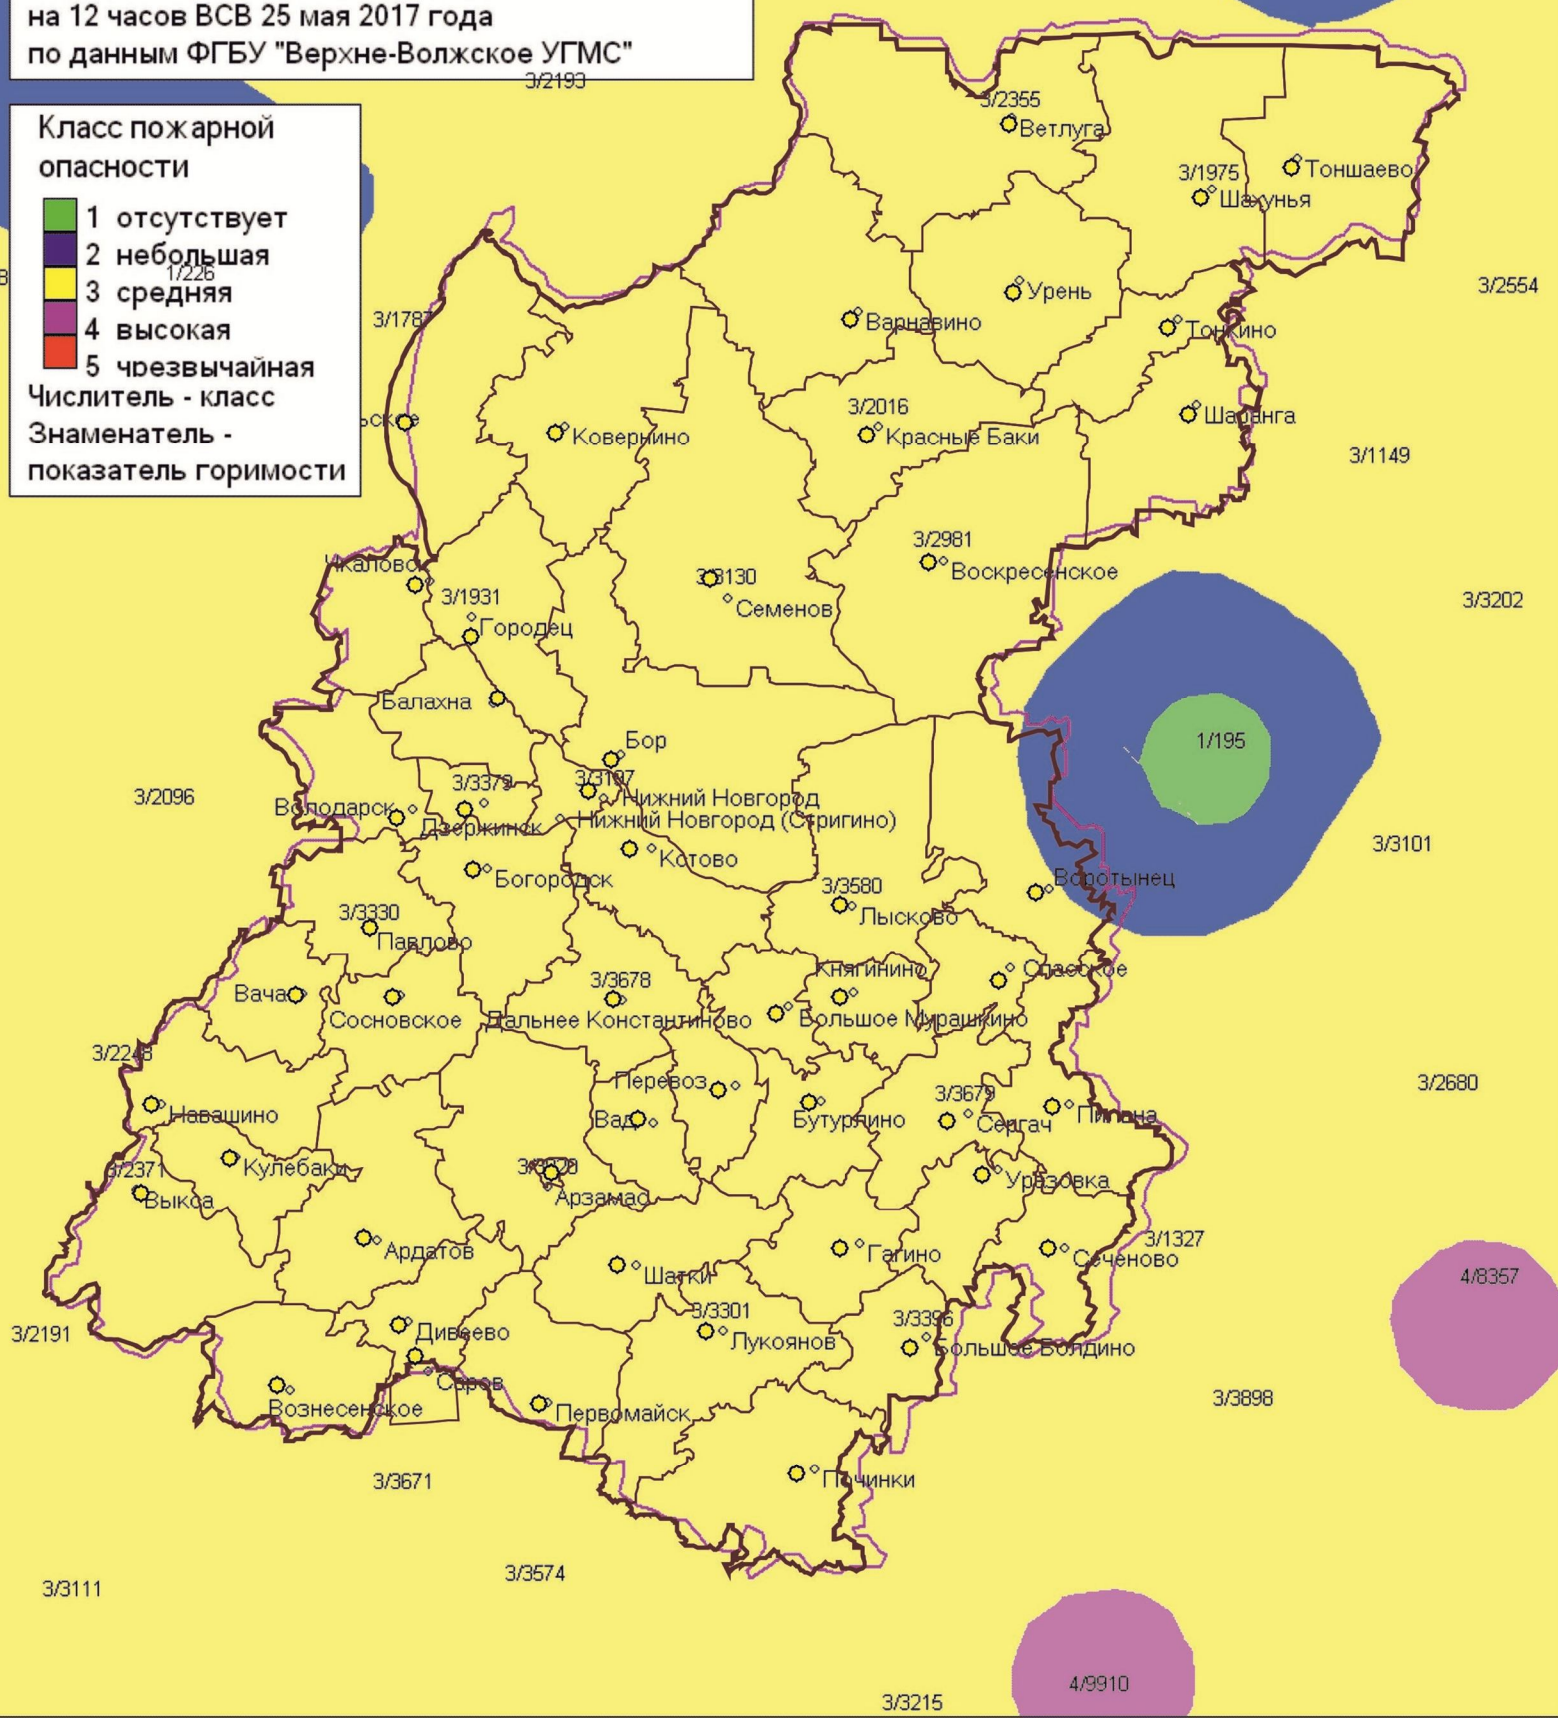 на 12 часов ВСВ 25 мая 2017 года
по данным ФГБУ "Верхне-Волжское УГМС"
3/2193
Класс пожарной
опасности
1 отсутствует
2 небольшая
1/226
3 средняя
4 высокая
5 чрезвычайная
Числитель - класс
Знаменатель -
показатель горимости
3/2355
Ветлуга
3/1975
Шахунья
Тоншаево
3/2554
3/1787
Варнавино
Урень
Тонкино
ьское
Ковернино
3/2016
Красные Баки
Шаранга
3/1149
3/2981
Воскресенское
3/3202
Чкаловск
3/1931
Городец
3/3130
Семенов
Балахна
Бор
1/195
3/2096
Володарск
3/3379
Дзержинск
3/3197
Нижний Новгород
Нижний Новгород (Стригино)
Кстово
3/3101
Богородск
3/3580
Лысково
Воротынец
3/3330
Павлово
Вача
Сосновское
3/3678
Дальнее Константиново
Княгинино
Большое Мурашкино
Спасское
3/2248
Навашино
Перевоз
Вад
Бутурлино
3/3679
Сергач
Пильна
3/2680
3/2371
Выкса
Кулебаки
Арзамас
Уразовка
Ардатов
Шатки
Гагино
3/1327
Сеченово
4/8357
3/2191
Дивеево
Саров
3/3301
Лукоянов
3/3396
Большое Болдино
3/3898
Вознесенское
Первомайск
3/3671
Починки
3/3574
3/3111
4/9910
3/3215